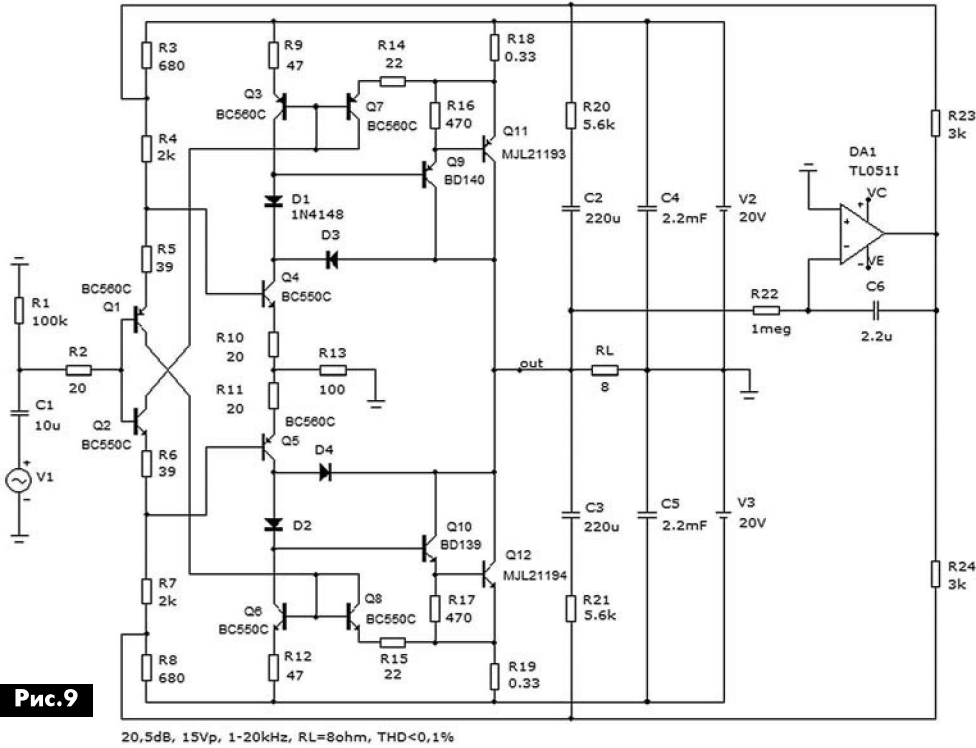 R3
680
R4
2k
R5
39
BC560C
Q1
R1
100k
R2
20
C1
10u
V1
+
-
Q2
BC550C
R6
39
R7
2k
R8
680
R9
47
R14
22
R18
0.33
Q3
BC560C
Q7
BC560C
R16
470
Q11
MJL21193
Q9
BD140
D1
1N4148
D3
Q4
BC550C
R10
20
R13
100
R11
20
BC560C
Q5
D4
D2
Q10
BD139
Q12
MJL21194
Q6
BC550C
Q8
BC550C
R17
470
R12
47
R15
22
R19
0.33
R20
5.6k
C2
220u
C4
2.2mF
V2
20V
R23
3k
DA1
TL051I
VC
+
+
-
-
VE
C6
2.2u
R22
1meg
out
RL
8
C3
220u
C5
2.2mF
V3
20V
R21
5.6k
R24
3k
Рис.9
20,5dB, 15Vp, 1-20kHz, RL=8ohm, THD<0,1%